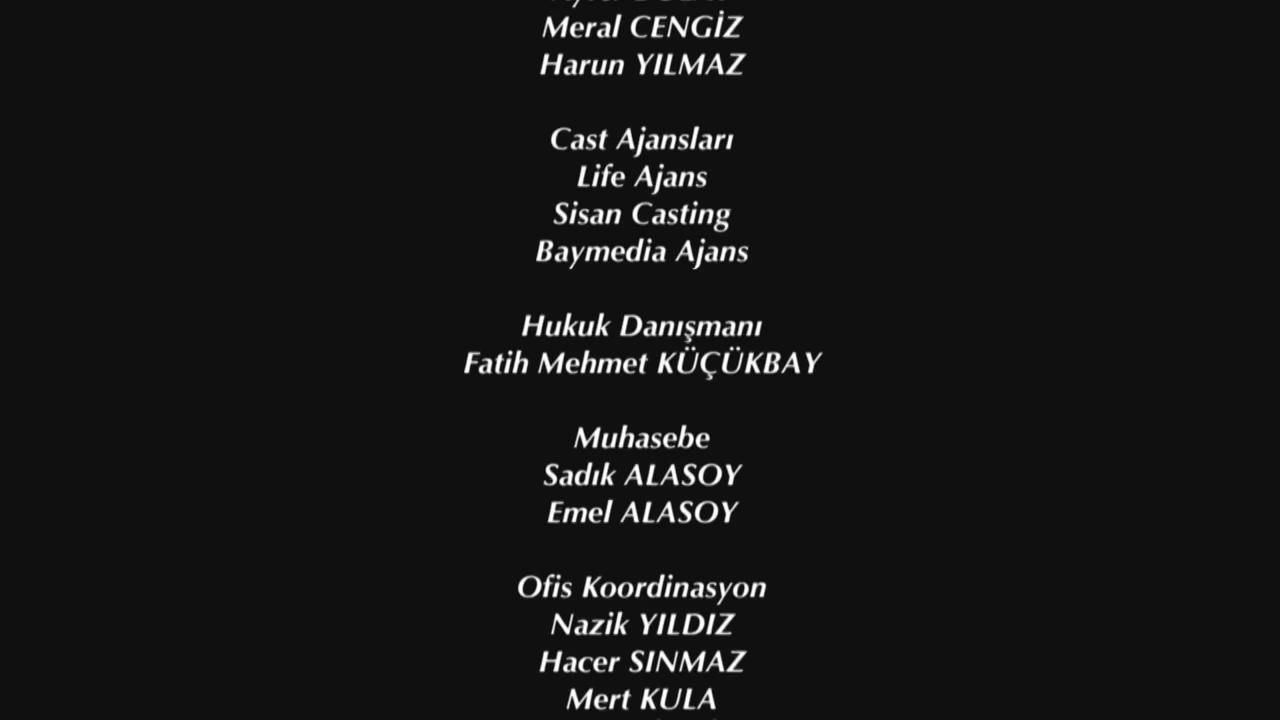 Meral CENGİZ
Harun YILMAZ
Cast Ajansları
Life Ajans
Sisan Casting
Baymedia Ajans
Hukuk Danışmanı
Fatih Mehmet KÜÇÜKBAY
Muhasebe
Sadık ALASOY
Emel ALASOY
Ofis Koordinasyon
Nazik YILDIZ
Hacer SINMAZ
Mert KULA